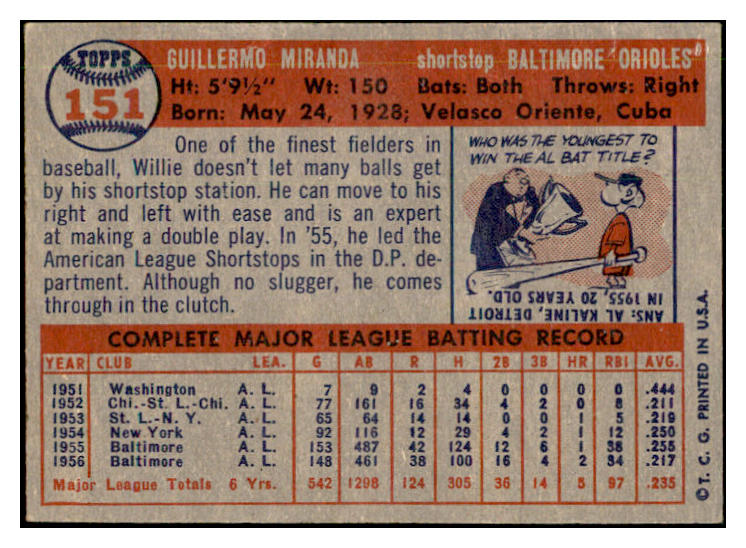 TOPPS
151
GUILLERMO MIRANDA shortstop BALTIMORE ORIOLES
Ht: 5'9½" Wt: 150 Bats: Both Throws: Right
Born: May 24, 1928; Velasco Oriente, Cuba
One of the finest fielders in
baseball, Willie doesn't let many balls get
by his shortstop station. He can move to his
right and left with ease and is an expert
at making a double play. In '55, he led the
American League Shortstops in the D.P. de-
partment. Although no slugger, he comes
through in the clutch.
WHO WAS THE YOUNGEST TO
WIN THE AL BAT TITLE?
ANS: AL KALINE, DETROIT
IN 1955, 20 YEARS OLD.
COMPLETE MAJOR LEAGUE BATTING RECORD
YEAR CLUB LEA. G AB R H 2B 3B HR RBI AVG.
1951 Washington A. L. 7 9 2 4 0 0 0 0 .444
1952 Chi.-St. L.-Chi. A. L. 77 161 16 34 4 2 0 8 .211
1953 St. L.-N. Y. A. L. 65 64 14 14 0 0 1 5 .219
1954 New York A. L. 92 116 12 29 4 2 1 12 .250
1955 Baltimore A. L. 153 487 42 124 12 6 1 38 .255
1956 Baltimore A. L. 148 461 38 100 16 4 2 34 .217
Major League Totals 6 Yrs. 542 1298 124 305 36 14 5 97 .235
©T. C. G. PRINTED IN U.S.A.